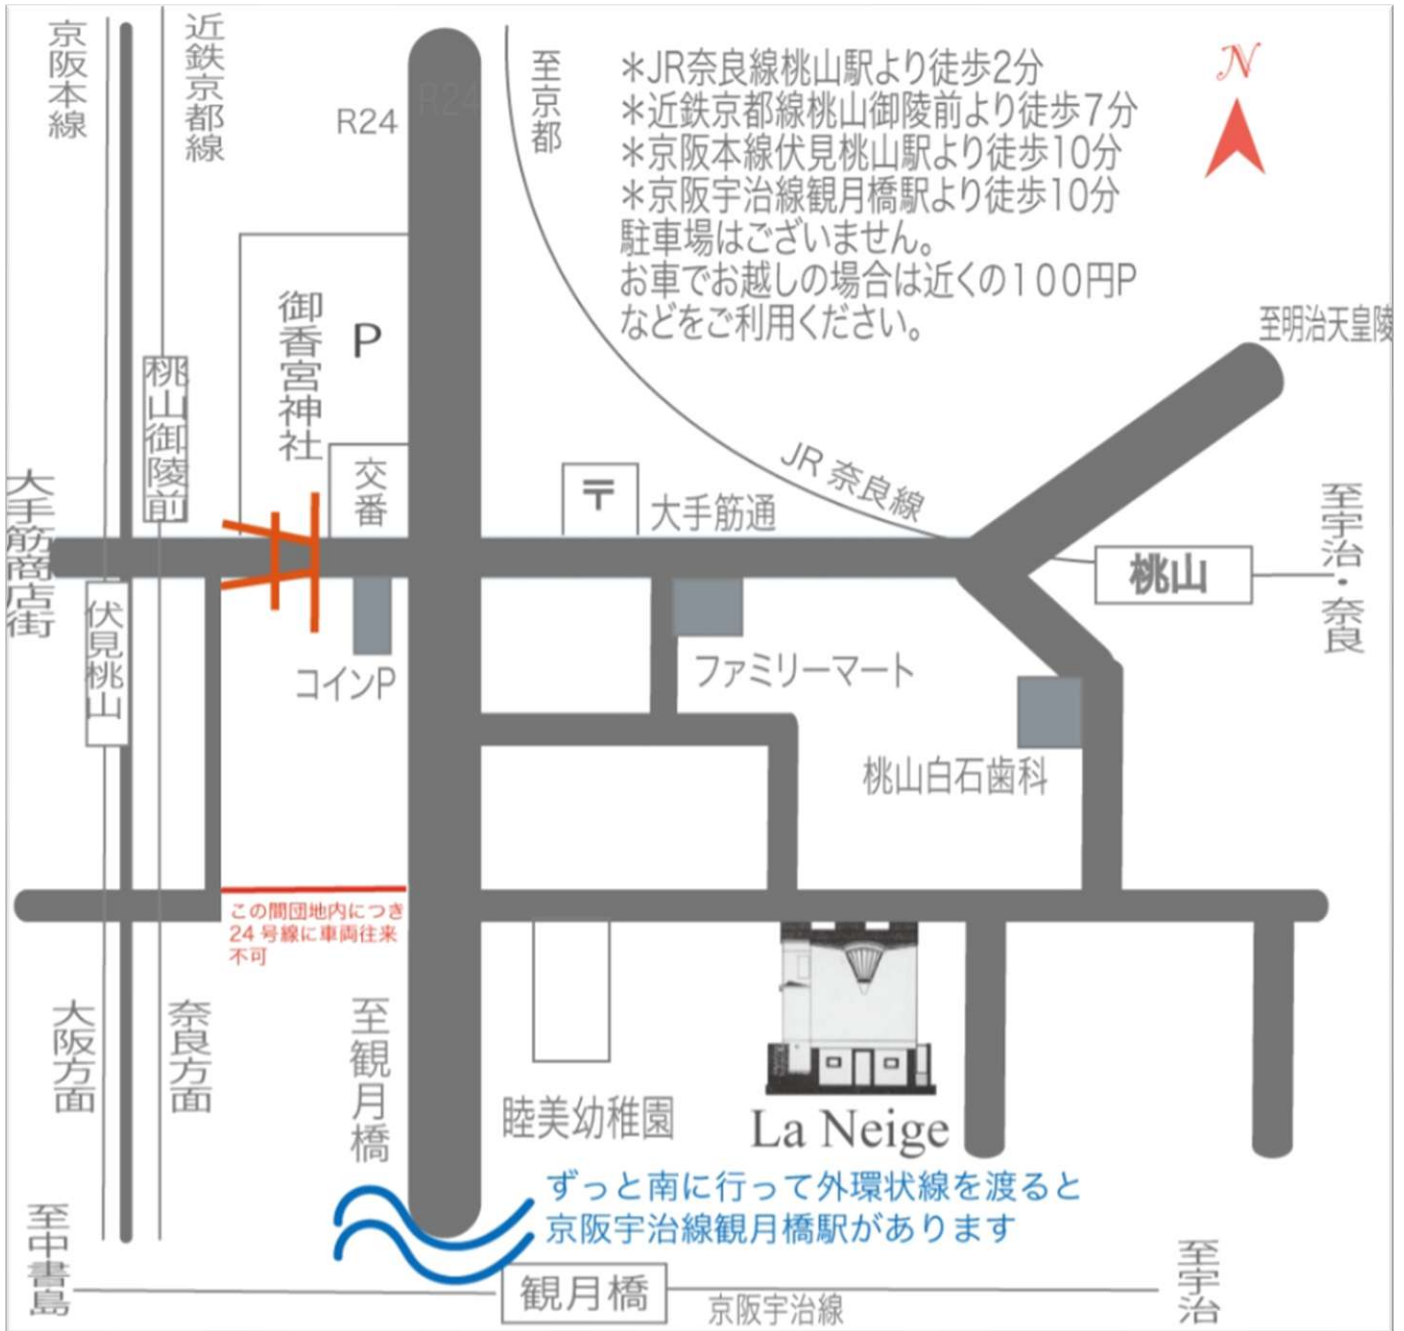 京阪本線
近鉄京都線
R24
R24
至京都
＊JR奈良線桃山駅より徒歩2分
＊近鉄京都線桃山御陵前より徒歩7分
＊京阪本線伏見桃山駅より徒歩10分
＊京阪宇治線観月橋駅より徒歩10分
駐車場はございません。
お車でお越しの場合は近くの100円P
などをご利用ください。
N
至明治天皇陵
御香宮神社
P
桃山御陵前
交番
〒
大手筋通
JR 奈良線
大手筋商店街
桃山
至宇治・奈良
伏見桃山
コインP
ファミリーマート
桃山白石歯科
この間団地内につき
24 号線に車両往来
不可
大阪方面
奈良方面
至観月橋
睦美幼稚園
La Neige
ずっと南に行って外環状線を渡ると
京阪宇治線観月橋駅があります
至中書島
観月橋
京阪宇治線
至宇治